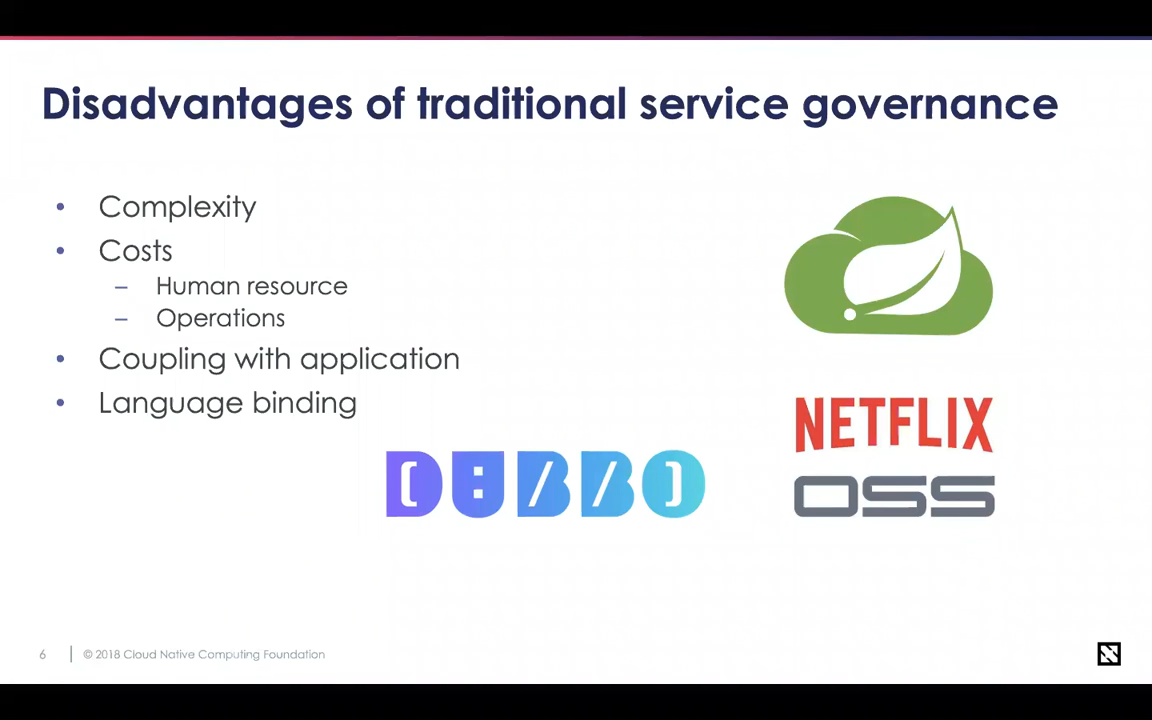 Disadvantages of traditional service governance
• Complexity
• Costs
– Human resource
– Operations
• Coupling with application
• Language binding
DUBBO
NETFLIX
OSS
6 | © 2018 Cloud Native Computing Foundation